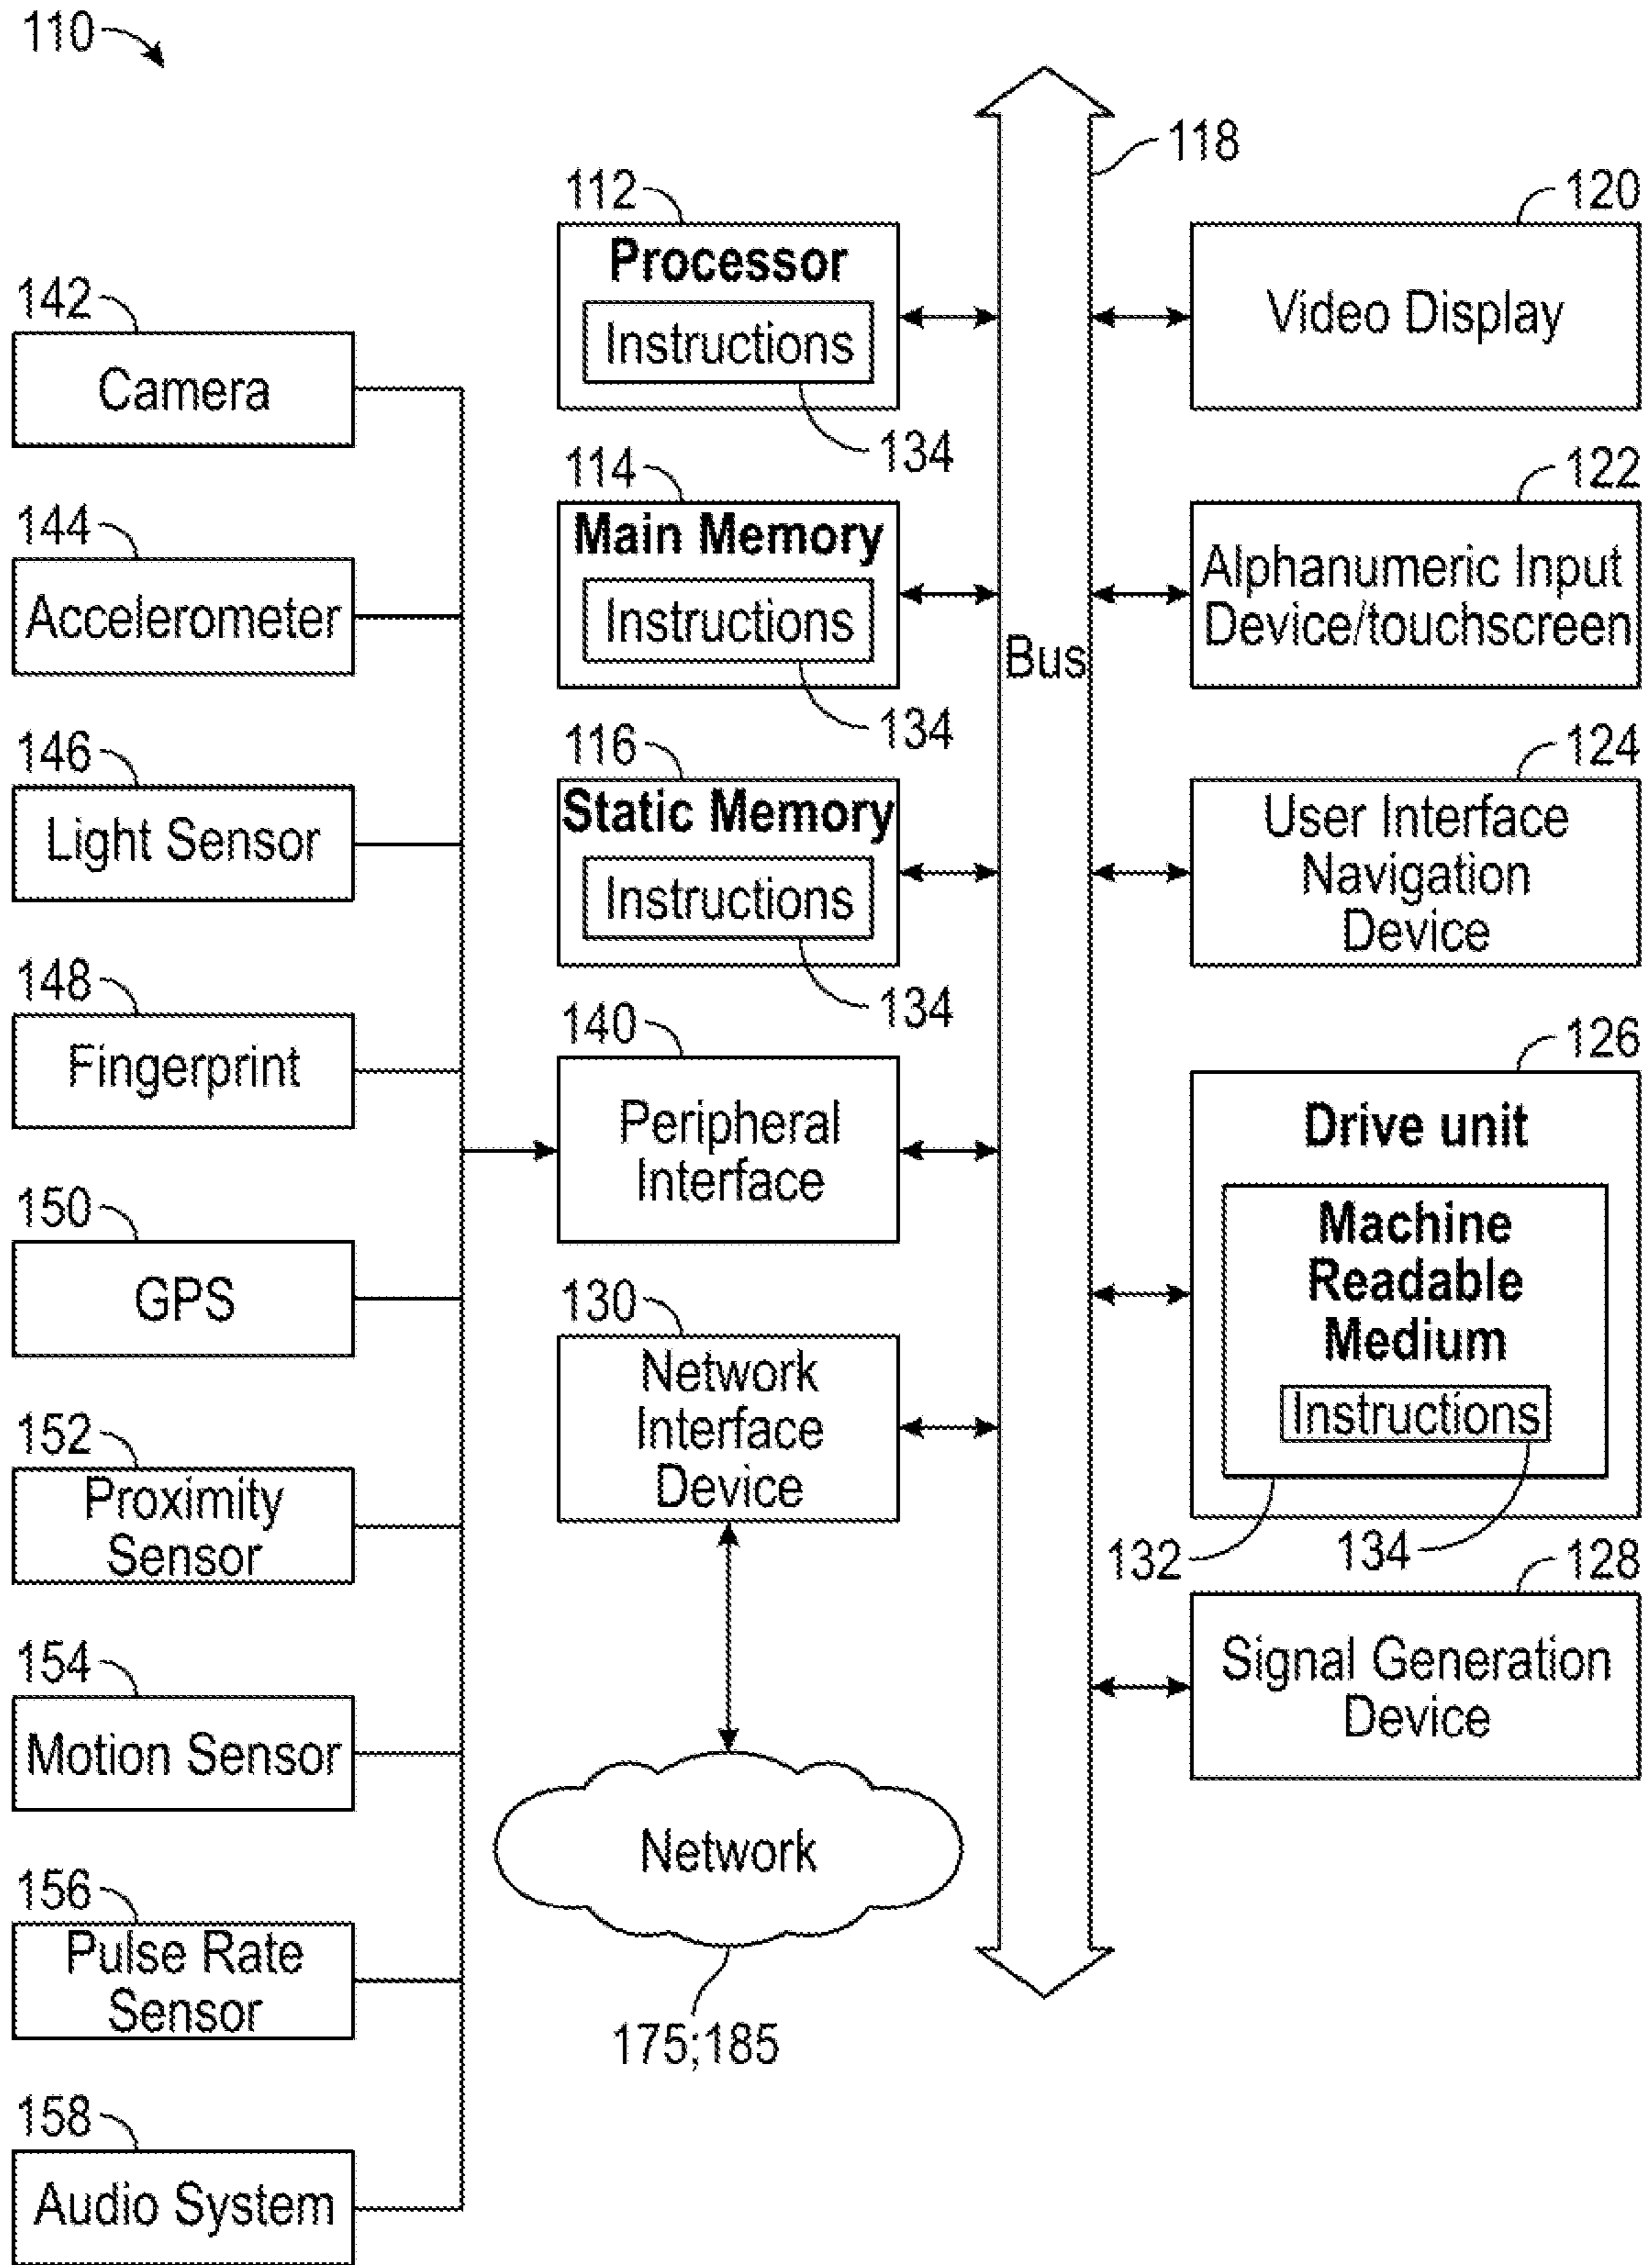 110
118
112
Processor
Instructions
134
120
Video Display
142
Camera
114
Main Memory
Instructions
134
122
Alphanumeric Input
Device/touchscreen
144
Accelerometer
Bus
116
Static Memory
Instructions
134
124
User Interface
Navigation
Device
146
Light Sensor
148
Fingerprint
140
Peripheral
Interface
126
Drive unit
Machine
Readable
Medium
Instructions
132
134
150
GPS
130
Network
Interface
Device
152
Proximity
Sensor
128
Signal Generation
Device
154
Motion Sensor
Network
175;185
156
Pulse Rate
Sensor
158
Audio System